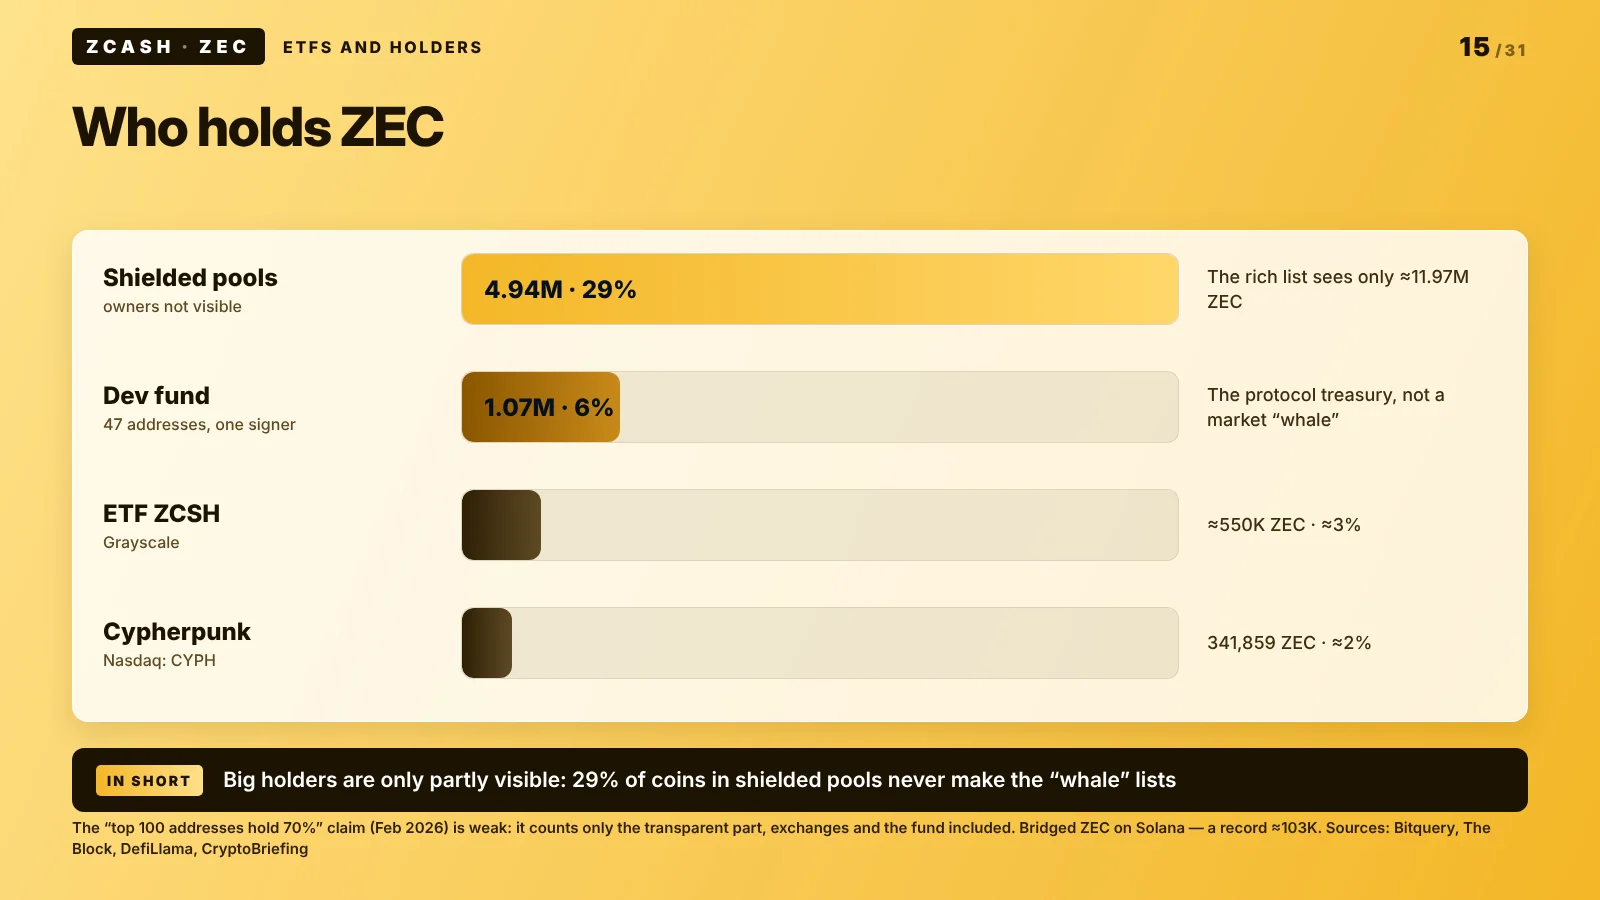 ZCASH · ZEC
ETFS AND HOLDERS
15 / 31
Who holds ZEC
Shielded pools
owners not visible
4.94M · 29%
The rich list sees only ≈11.97M
ZEC
Dev fund
47 addresses, one signer
1.07M · 6%
The protocol treasury, not a
market “whale”
ETF ZCSH
Grayscale
≈550K ZEC · ≈3%
Cypherpunk
Nasdaq: CYPH
341,859 ZEC · ≈2%
IN SHORT
Big holders are only partly visible: 29% of coins in shielded pools never make the “whale” lists
The “top 100 addresses hold 70%” claim (Feb 2026) is weak: it counts only the transparent part, exchanges and the fund included. Bridged ZEC on Solana — a record ≈103K. Sources: Bitquery, The
Block, DefiLlama, CryptoBriefing